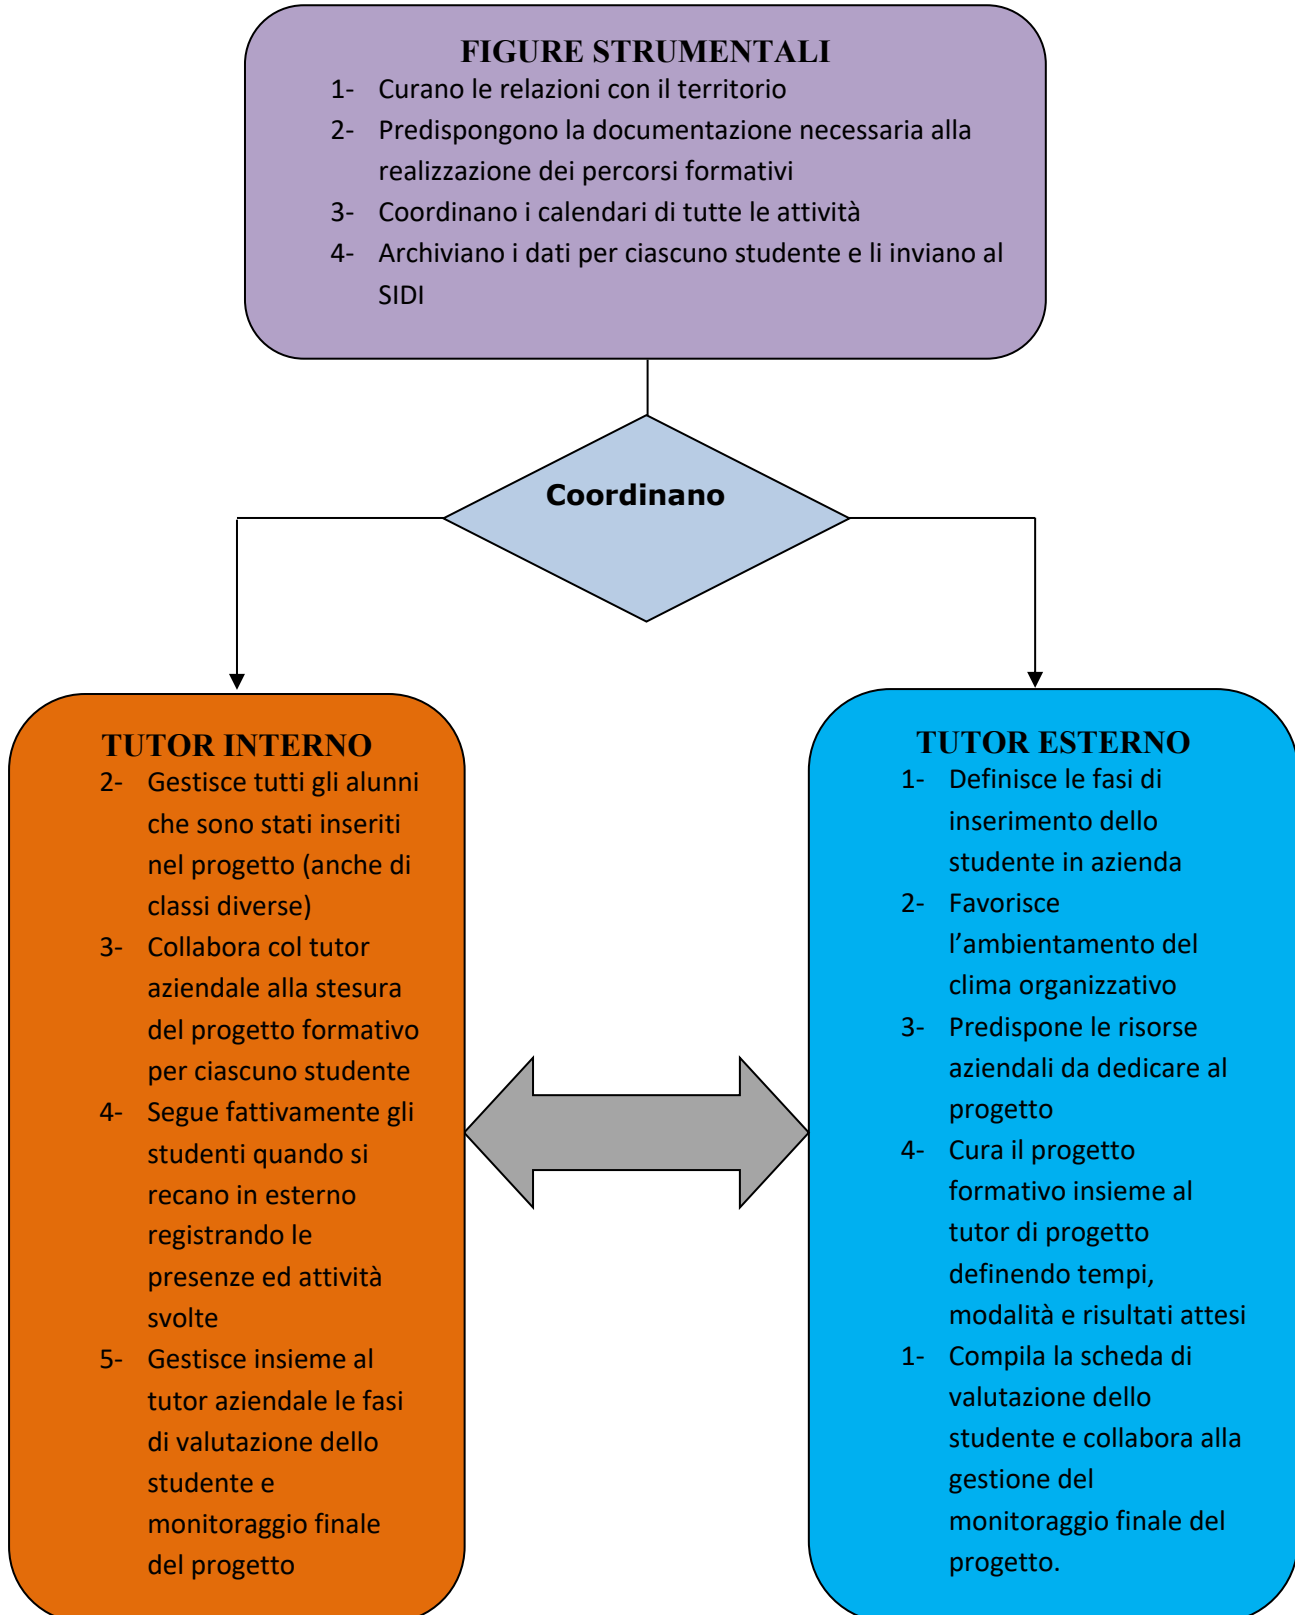 FIGURE STRUMENTALI
1- Curano le relazioni con il territorio
2- Predispongono la documentazione necessaria alla
realizzazione dei percorsi formativi
3- Coordinano i calendari di tutte le attività
4- Archiviano i dati per ciascuno studente e li inviano al
SIDI
Coordinano
TUTOR INTERNO
2- Gestisce tutti gli alunni
che sono stati inseriti
nel progetto (anche di
classi diverse)
3- Collabora col tutor
aziendale alla stesura
del progetto formativo
per ciascuno studente
4- Segue fattivamente gli
studenti quando si
recano in esterno
registrando le
presenze ed attività
svolte
5- Gestisce insieme al
tutor aziendale le fasi
di valutazione dello
studente e
monitoraggio finale
del progetto
TUTOR ESTERNO
1- Definisce le fasi di
inserimento dello
studente in azienda
2- Favorisce
l’ambientamento del
clima organizzativo
3- Predispone le risorse
aziendali da dedicare al
progetto
4- Cura il progetto
formativo insieme al
tutor di progetto
definendo tempi,
modalità e risultati attesi
1- Compila la scheda di
valutazione dello
studente e collabora alla
gestione del
monitoraggio finale del
progetto.